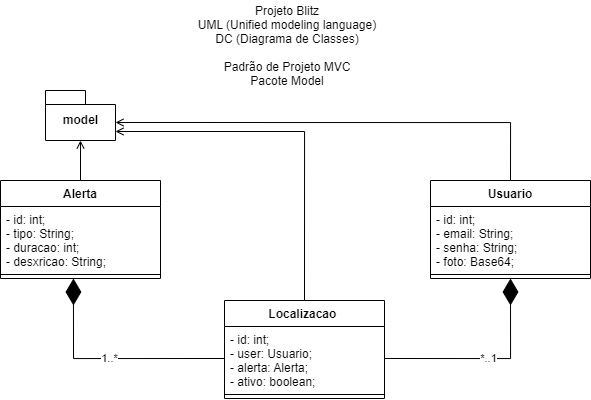 Projeto Blitz
UML (Unified modeling language)
DC (Diagrama de Classes)
Padrão de Projeto MVC
Pacote Model
model
Alerta
- id: int;
- tipo: String;
- duracao: int;
- desxricao: String;
Usuario
- id: int;
- email: String;
- senha: String;
- foto: Base64;
Localizacao
- id: int;
- user: Usuario;
- alerta: Alerta;
- ativo: boolean;
1..*
*..1